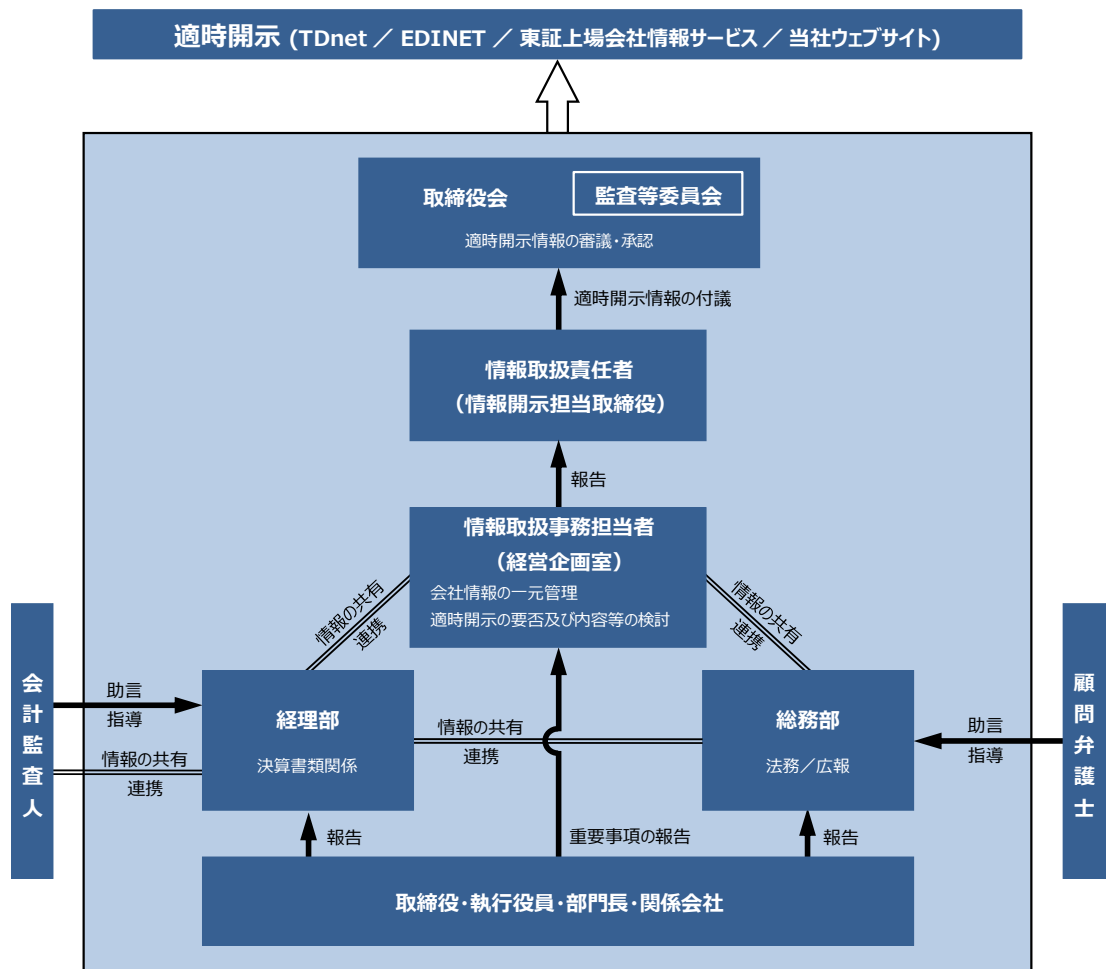 適時開示 (TDnet ／ EDINET ／ 東証上場会社情報サービス ／ 当社ウェブサイト)
取締役会
監査等委員会
適時開示情報の審議・承認
適時開示情報の付議
情報取扱責任者
（情報開示担当取締役）
報告
情報取扱事務担当者
（経営企画室）
会社情報の一元管理
適時開示の要否及び内容等の検討
情報の共有
連携
情報の共有
連携
会計監査人
助言
指導
情報の共有
連携
経理部
決算書類関係
情報の共有
連携
総務部
法務／広報
助言
指導
顧問弁護士
報告
重要事項の報告
報告
取締役・執行役員・部門長・関係会社